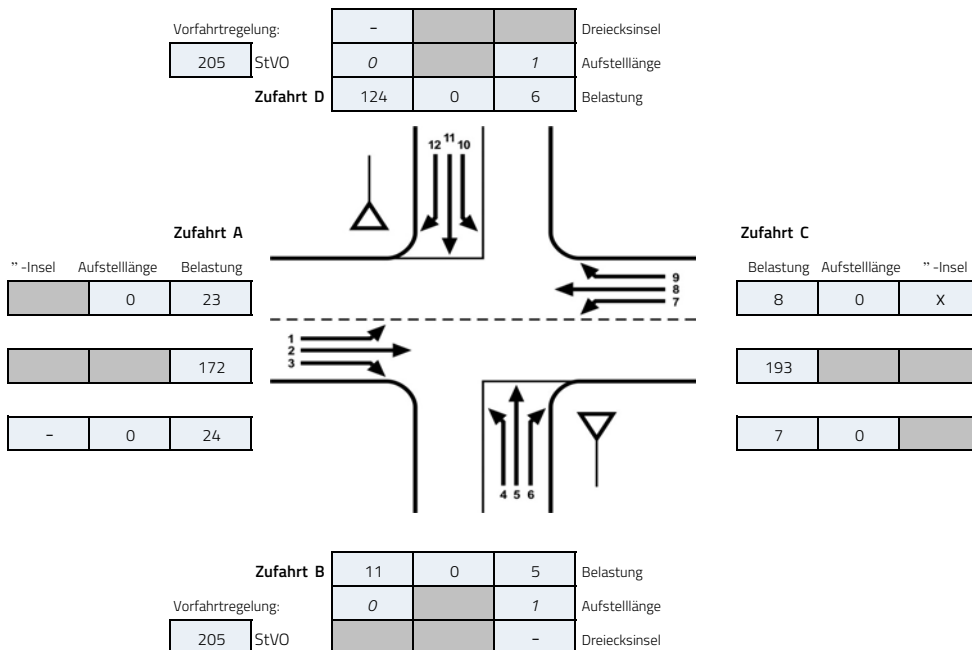 Vorfahrtregelung: - Dreiecksinsel
205 StVO 0 1 Aufstelllänge
Zufahrt D 124 0 6 Belastung
12 11 10
Zufahrt A Zufahrt C
"-Insel Aufstelllänge Belastung Belastung Aufstelllänge "-Insel
0 23 8 0 X
9
8
7
1
2
3
172 193
- 0 24 7 0
4 5 6
Zufahrt B 11 0 5 Belastung
Vorfahrtregelung: 0 1 Aufstelllänge
205 StVO - Dreiecksinsel